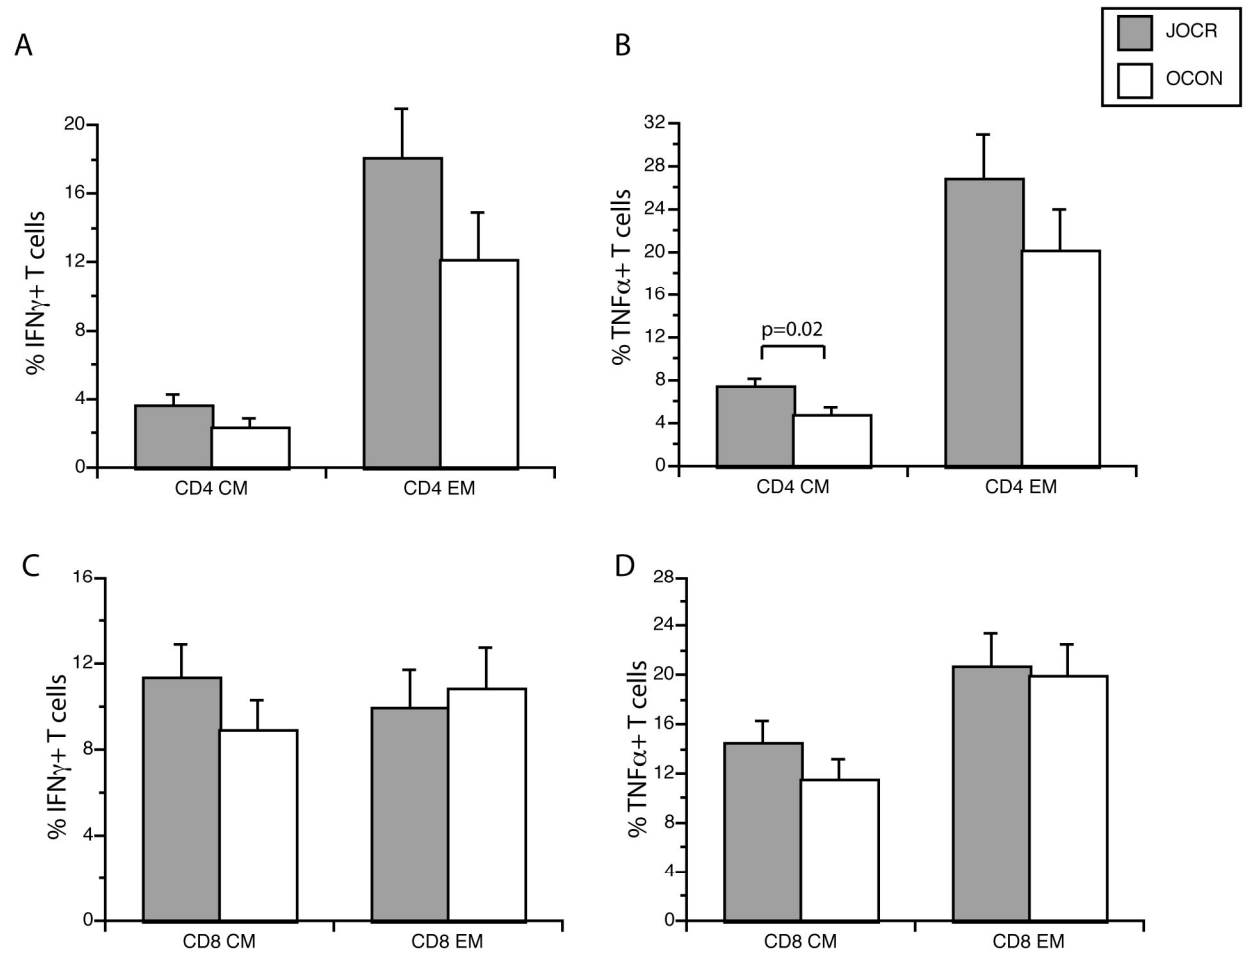 JOCR
OCON
A
% IFNγ+ T cells
20
16
12
8
4
0
CD4 CM
CD4 EM
B
% TNFα+ T cells
32
28
24
20
16
12
8
4
0
p=0.02
CD4 CM
CD4 EM
C
% IFNγ+ T cells
16
12
8
4
0
CD8 CM
CD8 EM
D
% TNFα+ T cells
28
24
20
16
12
8
4
0
CD8 CM
CD8 EM